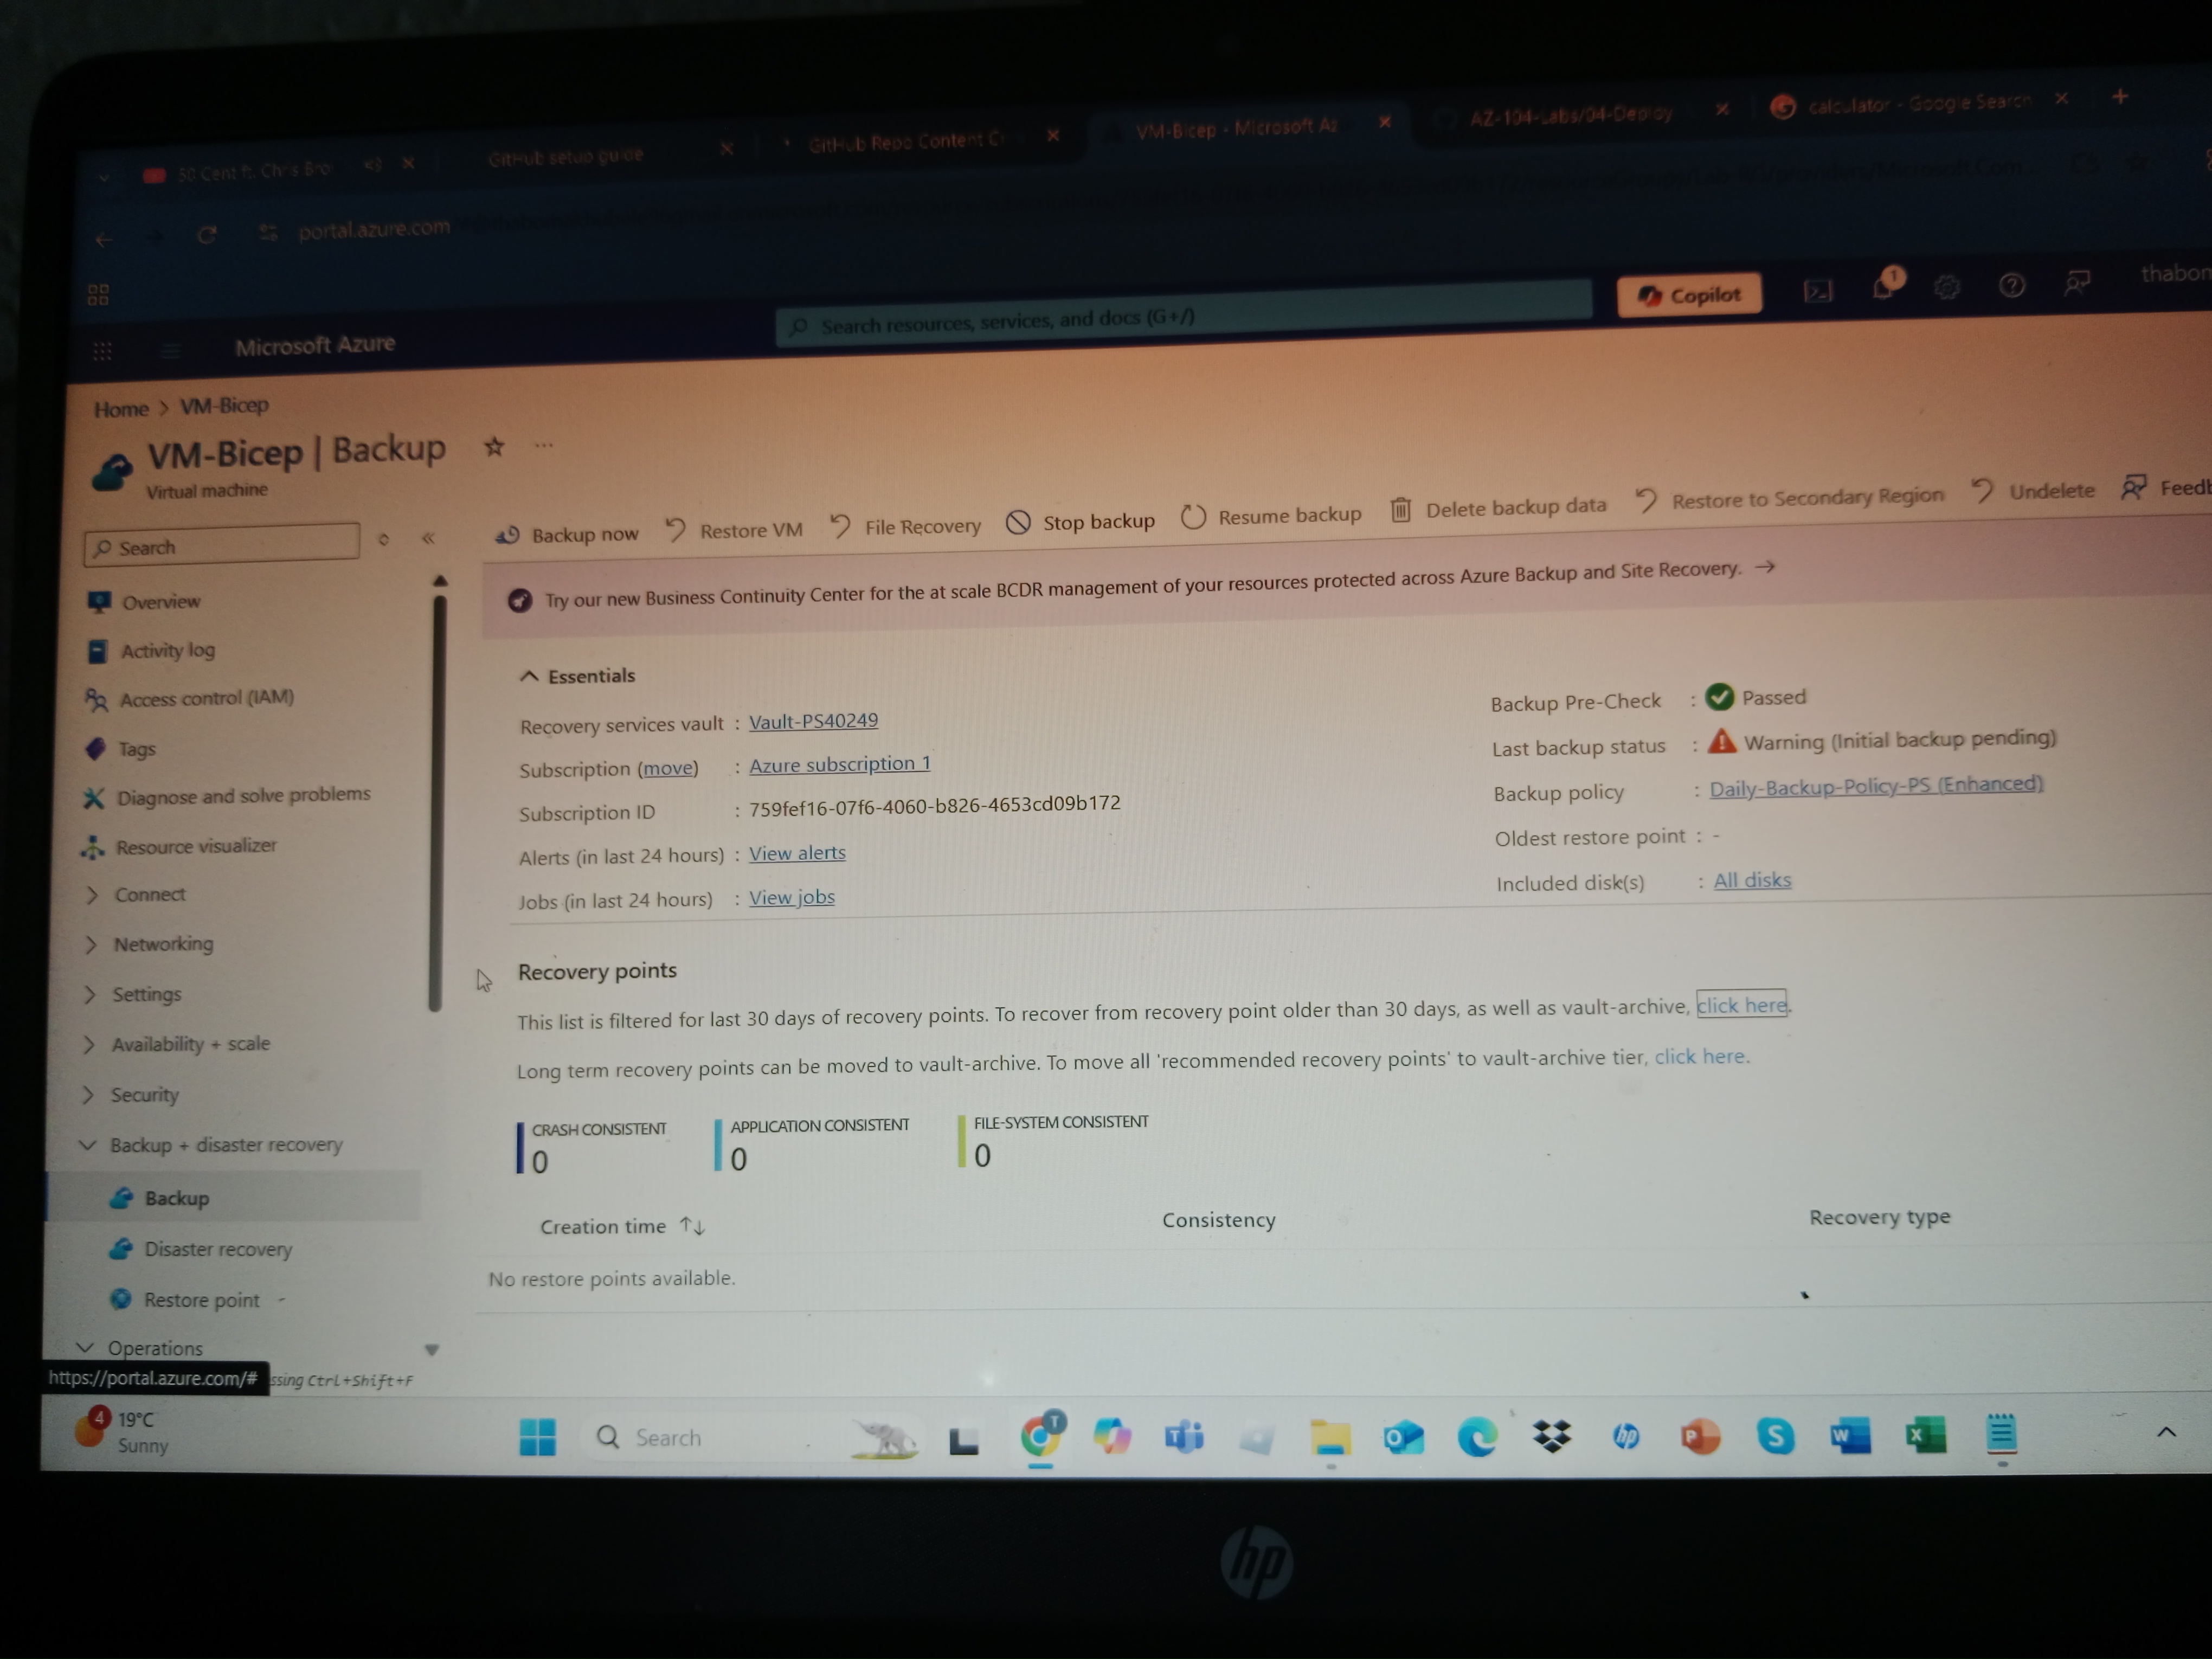 50 Cent ft. Chris Bro
GitHub setup guide
GitHub Repo Content Cr
VM-Bicep - Microsoft Az
AZ-104-Labs/04-Deploy
calculator - Google Search
portal.azure.com
Microsoft Azure
Search resources, services, and docs (G+/)
Copilot
1
thabon
Home > VM-Bicep
VM-Bicep | Backup
Virtual machine
Search
Backup now
Restore VM
File Recovery
Stop backup
Resume backup
Delete backup data
Restore to Secondary Region
Undelete
Feedb
Try our new Business Continuity Center for the at scale BCDR management of your resources protected across Azure Backup and Site Recovery. →
Overview
Activity log
Access control (IAM)
Tags
Diagnose and solve problems
Resource visualizer
Connect
Networking
Settings
Availability + scale
Security
Backup + disaster recovery
Backup
Disaster recovery
Restore point
Operations
Essentials
Recovery services vault : Vault-PS40249
Subscription (move) : Azure subscription 1
Subscription ID : 759fef16-07f6-4060-b826-4653cd09b172
Alerts (in last 24 hours) : View alerts
Jobs (in last 24 hours) : View jobs
Backup Pre-Check : Passed
Last backup status : Warning (Initial backup pending)
Backup policy : Daily-Backup-Policy-PS (Enhanced)
Oldest restore point : -
Included disk(s) : All disks
Recovery points
This list is filtered for last 30 days of recovery points. To recover from recovery point older than 30 days, as well as vault-archive, click here.
Long term recovery points can be moved to vault-archive. To move all 'recommended recovery points' to vault-archive tier, click here.
CRASH CONSISTENT
0
APPLICATION CONSISTENT
0
FILE-SYSTEM CONSISTENT
0
Creation time ↑↓
Consistency
Recovery type
No restore points available.
https://portal.azure.com/#
ssing Ctrl+Shift+F
4
19°C
Sunny
Search
T
hp